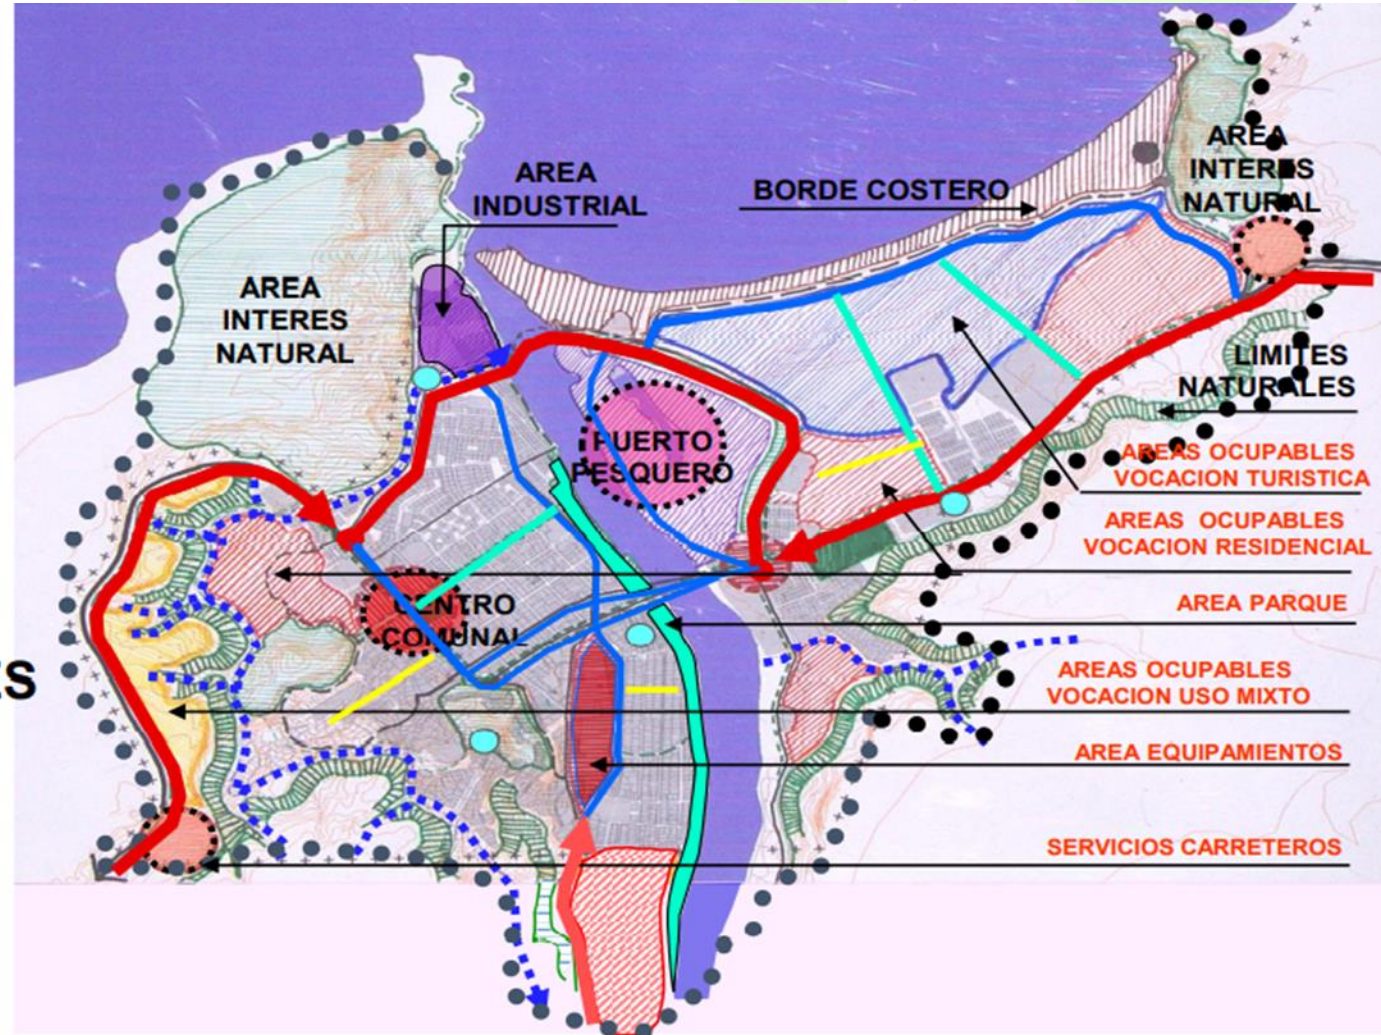 AREA
INDUSTRIAL
BORDE COSTERO
AREA
INTERES
NATURAL
AREA
INTERES
NATURAL
LIMITES
NATURALES
PUERTO
PESQUERO
AREAS OCUPABLES
VOCACION TURISTICA
AREAS OCUPABLES
VOCACION RESIDENCIAL
CENTRO
COMUNAL
AREA PARQUE
ES
AREAS OCUPABLES
VOCACION USO MIXTO
AREA EQUIPAMIENTOS
SERVICIOS CARRETEROS